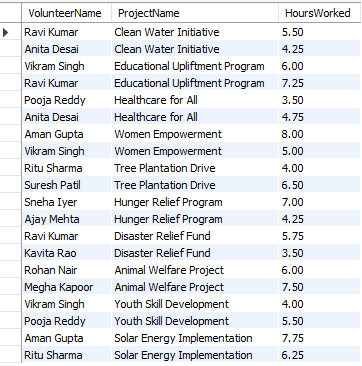 VolunteerName ProjectName HoursWorked
Ravi Kumar Clean Water Initiative 5.50
Anita Desai Clean Water Initiative 4.25
Vikram Singh Educational Upliftment Program 6.00
Ravi Kumar Educational Upliftment Program 7.25
Pooja Reddy Healthcare for All 3.50
Anita Desai Healthcare for All 4.75
Aman Gupta Women Empowerment 8.00
Vikram Singh Women Empowerment 5.00
Ritu Sharma Tree Plantation Drive 4.00
Suresh Patil Tree Plantation Drive 6.50
Sneha Iyer Hunger Relief Program 7.00
Ajay Mehta Hunger Relief Program 4.25
Ravi Kumar Disaster Relief Fund 5.75
Kavita Rao Disaster Relief Fund 3.50
Rohan Nair Animal Welfare Project 6.00
Megha Kapoor Animal Welfare Project 7.50
Vikram Singh Youth Skill Development 4.00
Pooja Reddy Youth Skill Development 5.50
Aman Gupta Solar Energy Implementation 7.75
Ritu Sharma Solar Energy Implementation 6.25